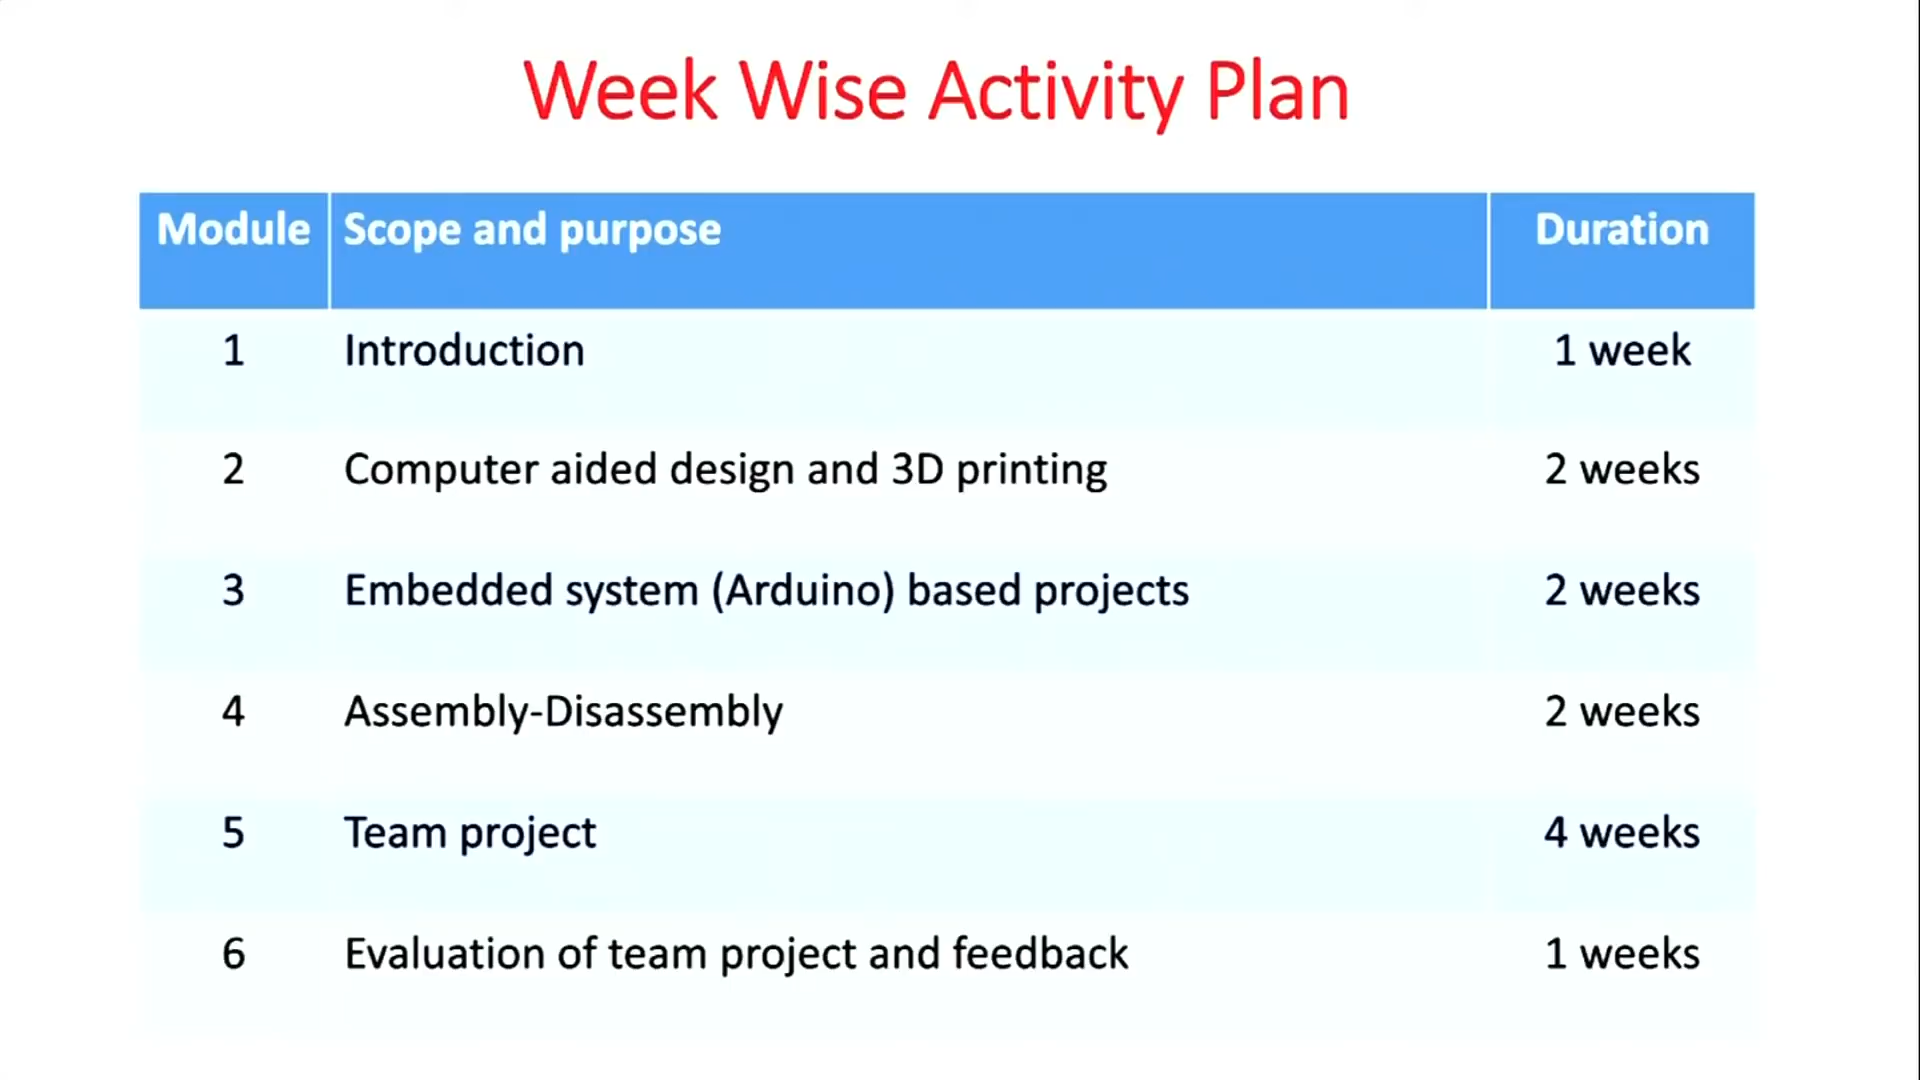 Week Wise Activity Plan
Module Scope and purpose Duration
1 Introduction 1 week
2 Computer aided design and 3D printing 2 weeks
3 Embedded system (Arduino) based projects 2 weeks
4 Assembly-Disassembly 2 weeks
5 Team project 4 weeks
6 Evaluation of team project and feedback 1 weeks